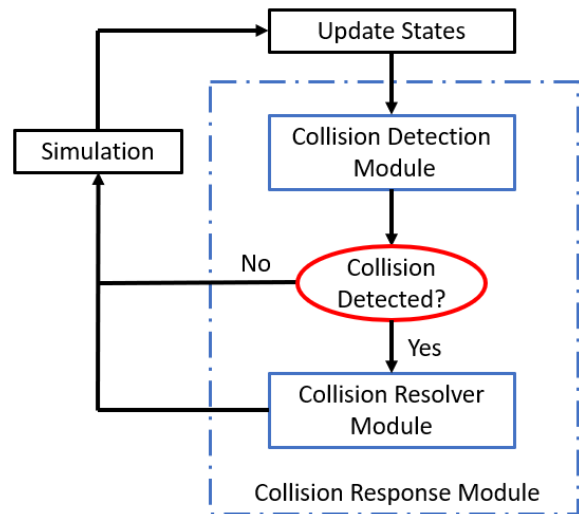 Update States
Simulation
Collision Detection
Module
No
Collision
Detected?
Yes
Collision Resolver
Module
Collision Response Module